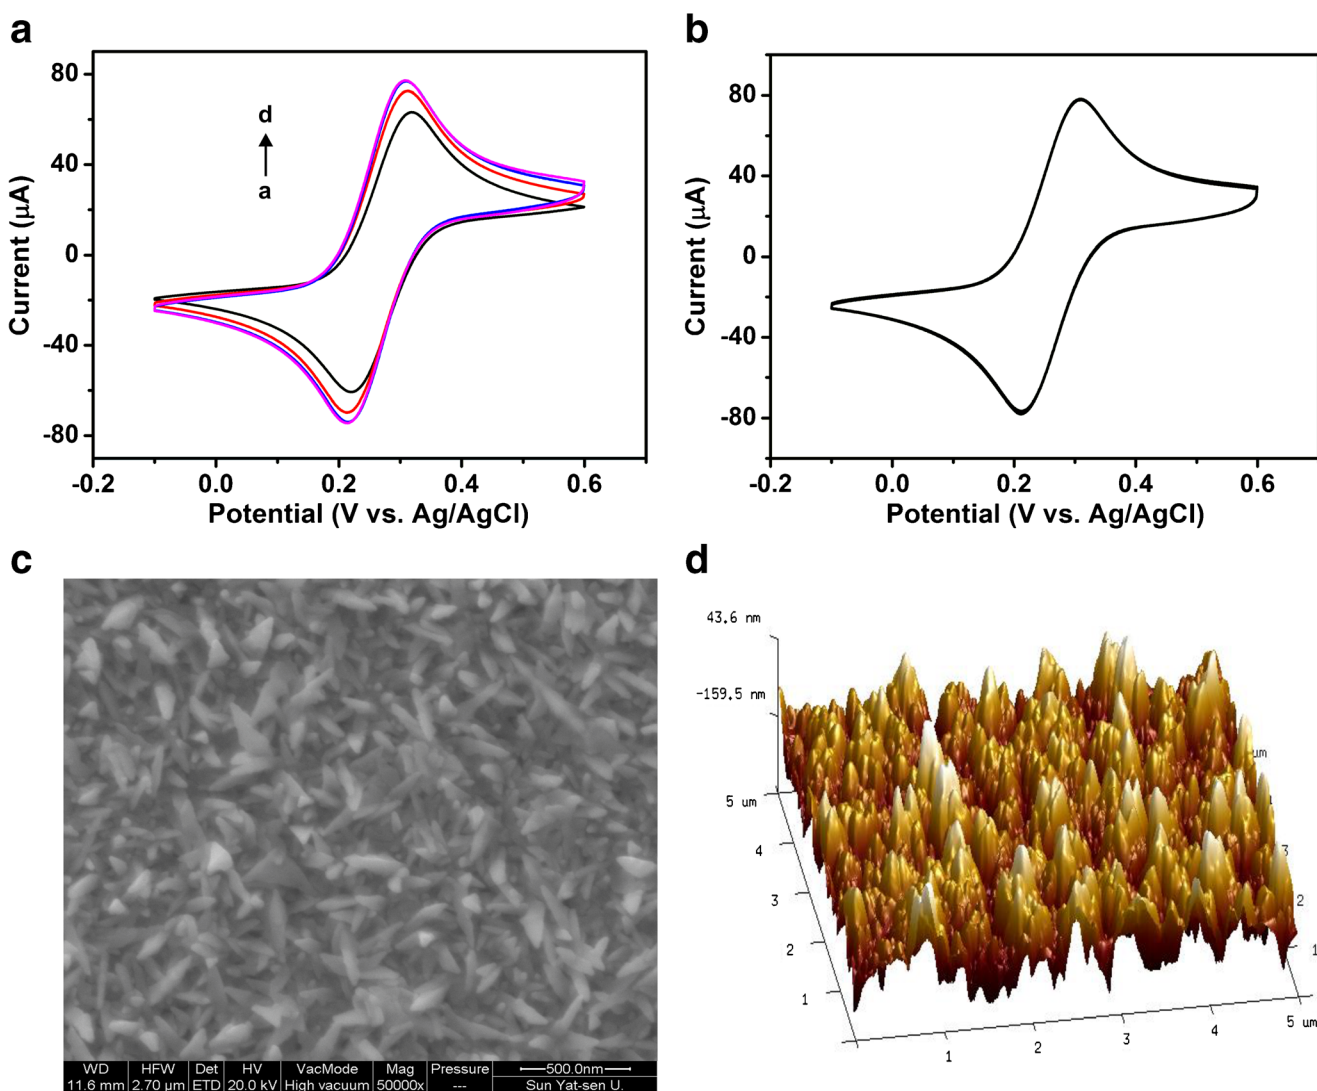 a
80
40
0
-40
-80
Current (μA)
d
a
-0.2 0.0 0.2 0.4 0.6
Potential (V vs. Ag/AgCl)
b
80
40
0
-40
-80
Current (μA)
-0.2 0.0 0.2 0.4 0.6
Potential (V vs. Ag/AgCl)
c
WD HFW Det HV VacMode Mag Pressure 500.0nm
11.6 mm 2.70 μm ETD 20.0 kV High vacuum 50000x --- Sun Yat-sen U.
d
43.6 nm
-159.5 nm
5 um
4
3
2
1
1
2
3
4
5 um
1
2
3
um